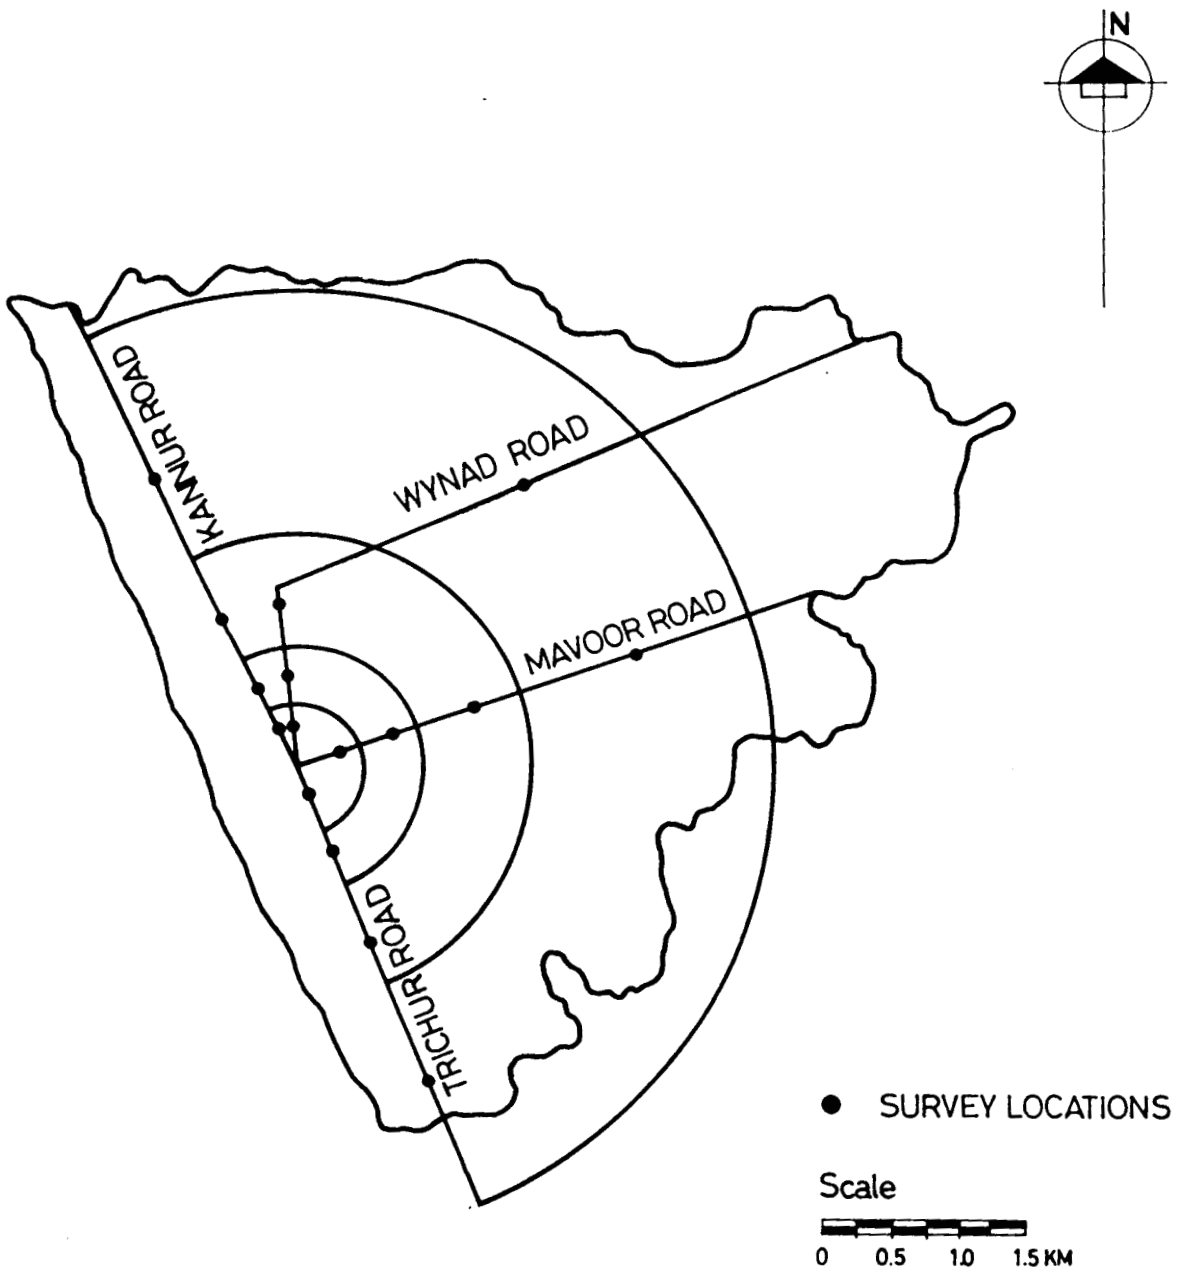 N
KANNUR ROAD
WYNAD ROAD
MAVOOR ROAD
TRICHUR ROAD
SURVEY LOCATIONS
Scale
0 0.5 1.0 1.5 KM